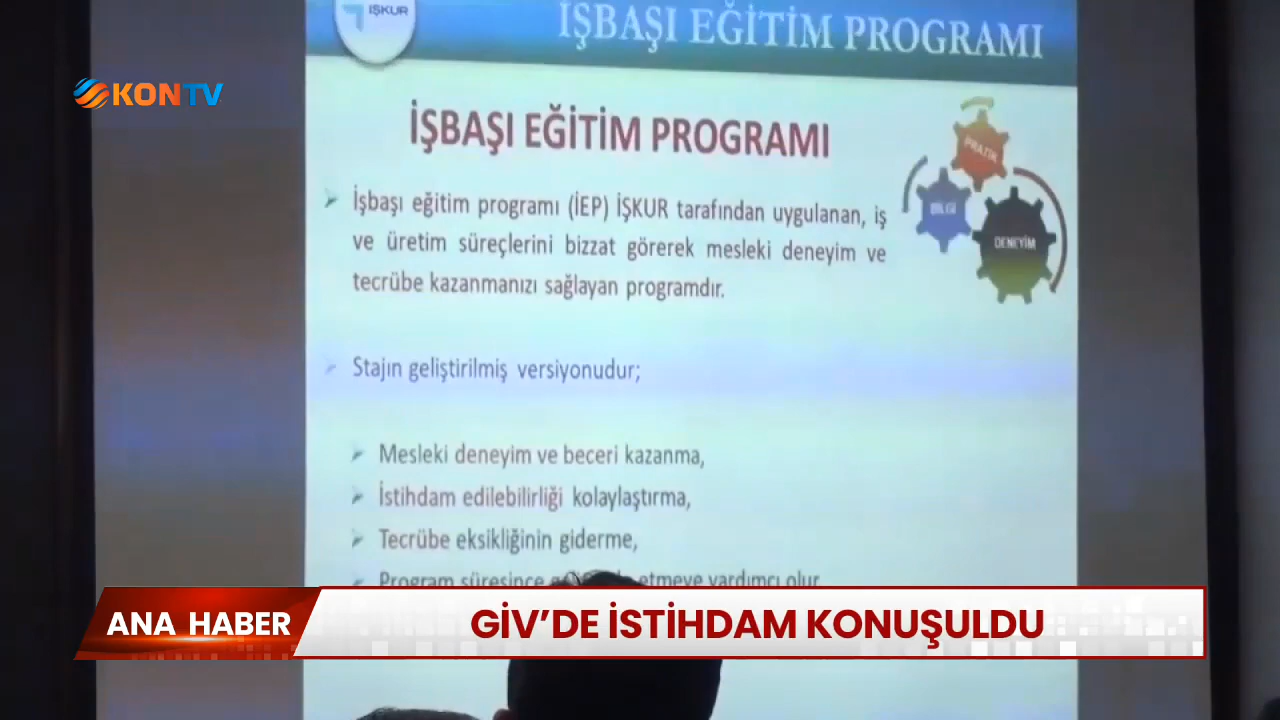 İŞKUR
İŞBAŞI EĞİTİM PROGRAMI
KONTV
İŞBAŞI EĞİTİM PROGRAMI
PRATİK
BİLGİ
DENEYİM
İşbaşı eğitim programı (İEP) İŞKUR tarafından uygulanan, iş
ve üretim süreçlerini bizzat görerek mesleki deneyim ve
tecrübe kazanmanızı sağlayan programdır.
Stajın geliştirilmiş versiyonudur;
Mesleki deneyim ve beceri kazanma,
İstihdam edilebilirliği kolaylaştırma,
Tecrübe eksikliğinin giderme,
Program süresince etmeye yardımcı olur
ANA HABER
GİV’DE İSTİHDAM KONUŞULDU